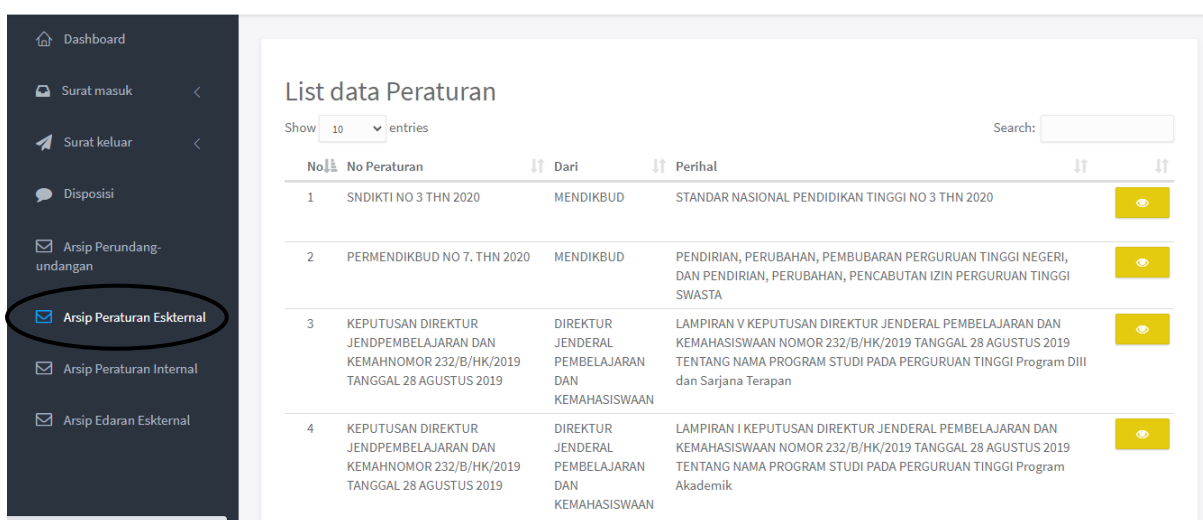 Dashboard
Surat masuk
Surat keluar
Disposisi
Arsip Perundang-
undangan
Arsip Peraturan Eskternal
Arsip Peraturan Internal
Arsip Edaran Eskternal
List data Peraturan
Show 10 entries
Search:
No No Peraturan Dari Perihal
1 SNDIKTI NO 3 THN 2020 MENDIKBUD STANDAR NASIONAL PENDIDIKAN TINGGI NO 3 THN 2020
2 PERMENDIKBUD NO 7. THN 2020 MENDIKBUD PENDIRIAN, PERUBAHAN, PEMBUBARAN PERGURUAN TINGGI NEGERI,
DAN PENDIRIAN, PERUBAHAN, PENCABUTAN IZIN PERGURUAN TINGGI
SWASTA
3 KEPUTUSAN DIREKTUR DIREKTUR LAMPIRAN V KEPUTUSAN DIREKTUR JENDERAL PEMBELAJARAN DAN
JENDPEMBELAJARAN DAN JENDERAL KEMAHASISWAAN NOMOR 232/B/HK/2019 TANGGAL 28 AGUSTUS 2019
KEMAHNOMOR 232/B/HK/2019 PEMBELAJARAN TENTANG NAMA PROGRAM STUDI PADA PERGURUAN TINGGI Program DIII
TANGGAL 28 AGUSTUS 2019 DAN dan Sarjana Terapan
KEMAHASISWAAN
4 KEPUTUSAN DIREKTUR DIREKTUR LAMPIRAN I KEPUTUSAN DIREKTUR JENDERAL PEMBELAJARAN DAN
JENDPEMBELAJARAN DAN JENDERAL KEMAHASISWAAN NOMOR 232/B/HK/2019 TANGGAL 28 AGUSTUS 2019
KEMAHNOMOR 232/B/HK/2019 PEMBELAJARAN TENTANG NAMA PROGRAM STUDI PADA PERGURUAN TINGGI Program
TANGGAL 28 AGUSTUS 2019 DAN Akademik
KEMAHASISWAAN